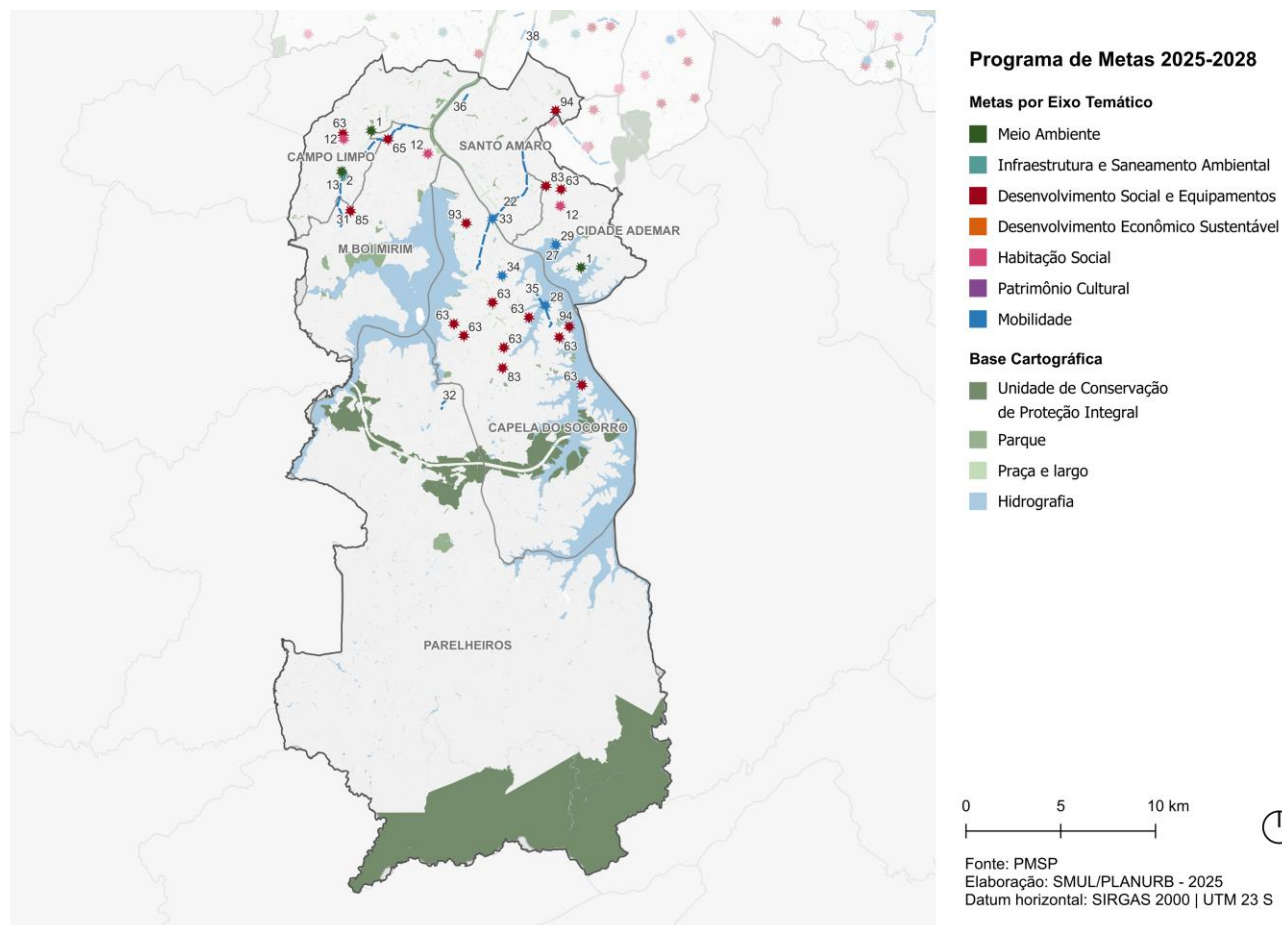 38
36
94
63
1
12
65
12
CAMPO LIMPO
SANTO AMARO
13
2
83
63
31
85
93
22
33
12
29
CIDADE ADEMAR
M BOI MIRIM
27
1
34
35
28
63
63
94
63
63
63
63
83
63
32
CAPELA DO SOCORRO
PARELHEIROS
Programa de Metas 2025-2028
Metas por Eixo Temático
Meio Ambiente
Infraestrutura e Saneamento Ambiental
Desenvolvimento Social e Equipamentos
Desenvolvimento Econômico Sustentável
Habitação Social
Patrimônio Cultural
Mobilidade
Base Cartográfica
Unidade de Conservação
de Proteção Integral
Parque
Praça e largo
Hidrografia
0 5 10 km
Fonte: PMSP
Elaboração: SMUL/PLANURB - 2025
Datum horizontal: SIRGAS 2000 | UTM 23 S